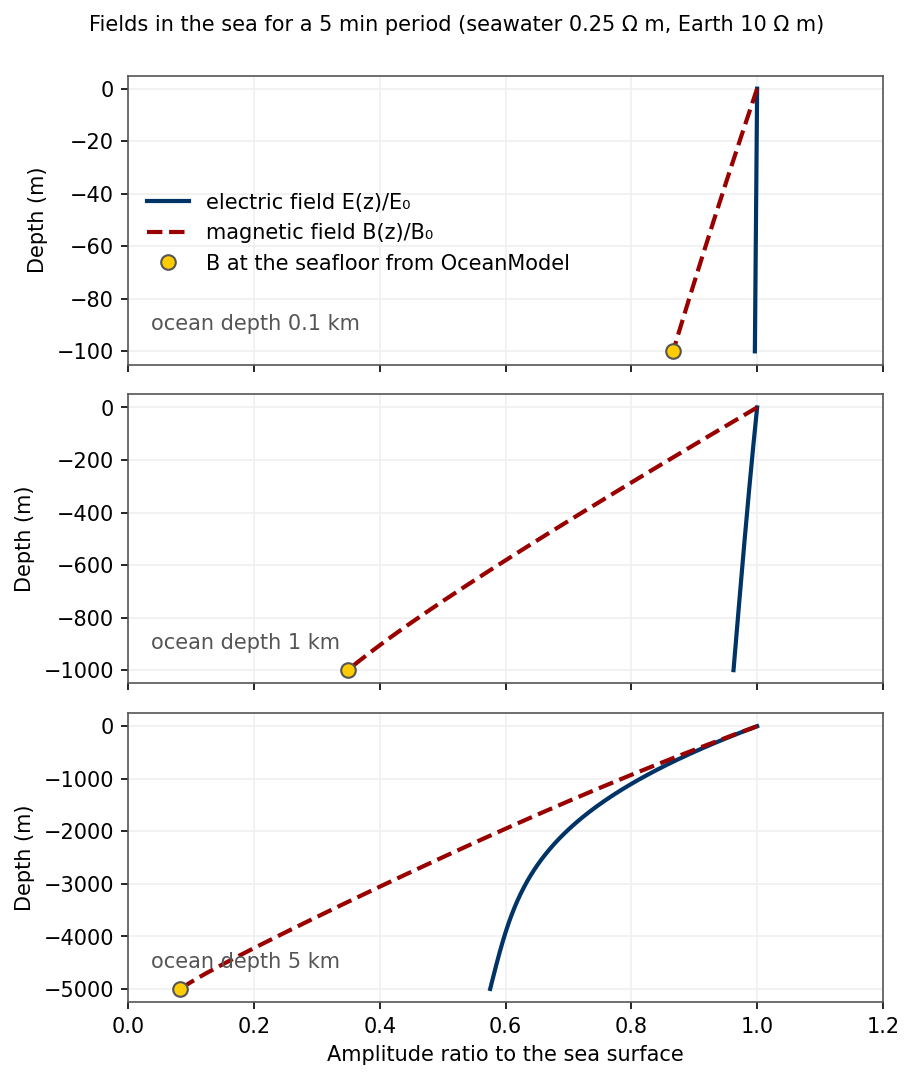 Fields in the sea for a 5 min period (seawater 0.25 Ω m, Earth 10 Ω m)
0
−20
−40
−60
−80
−100
Depth (m)
electric field E(z)/E₀
magnetic field B(z)/B₀
B at the seafloor from OceanModel
ocean depth 0.1 km
0
−200
−400
−600
−800
−1000
Depth (m)
ocean depth 1 km
0
−1000
−2000
−3000
−4000
−5000
Depth (m)
ocean depth 5 km
0.0 0.2 0.4 0.6 0.8 1.0 1.2
Amplitude ratio to the sea surface